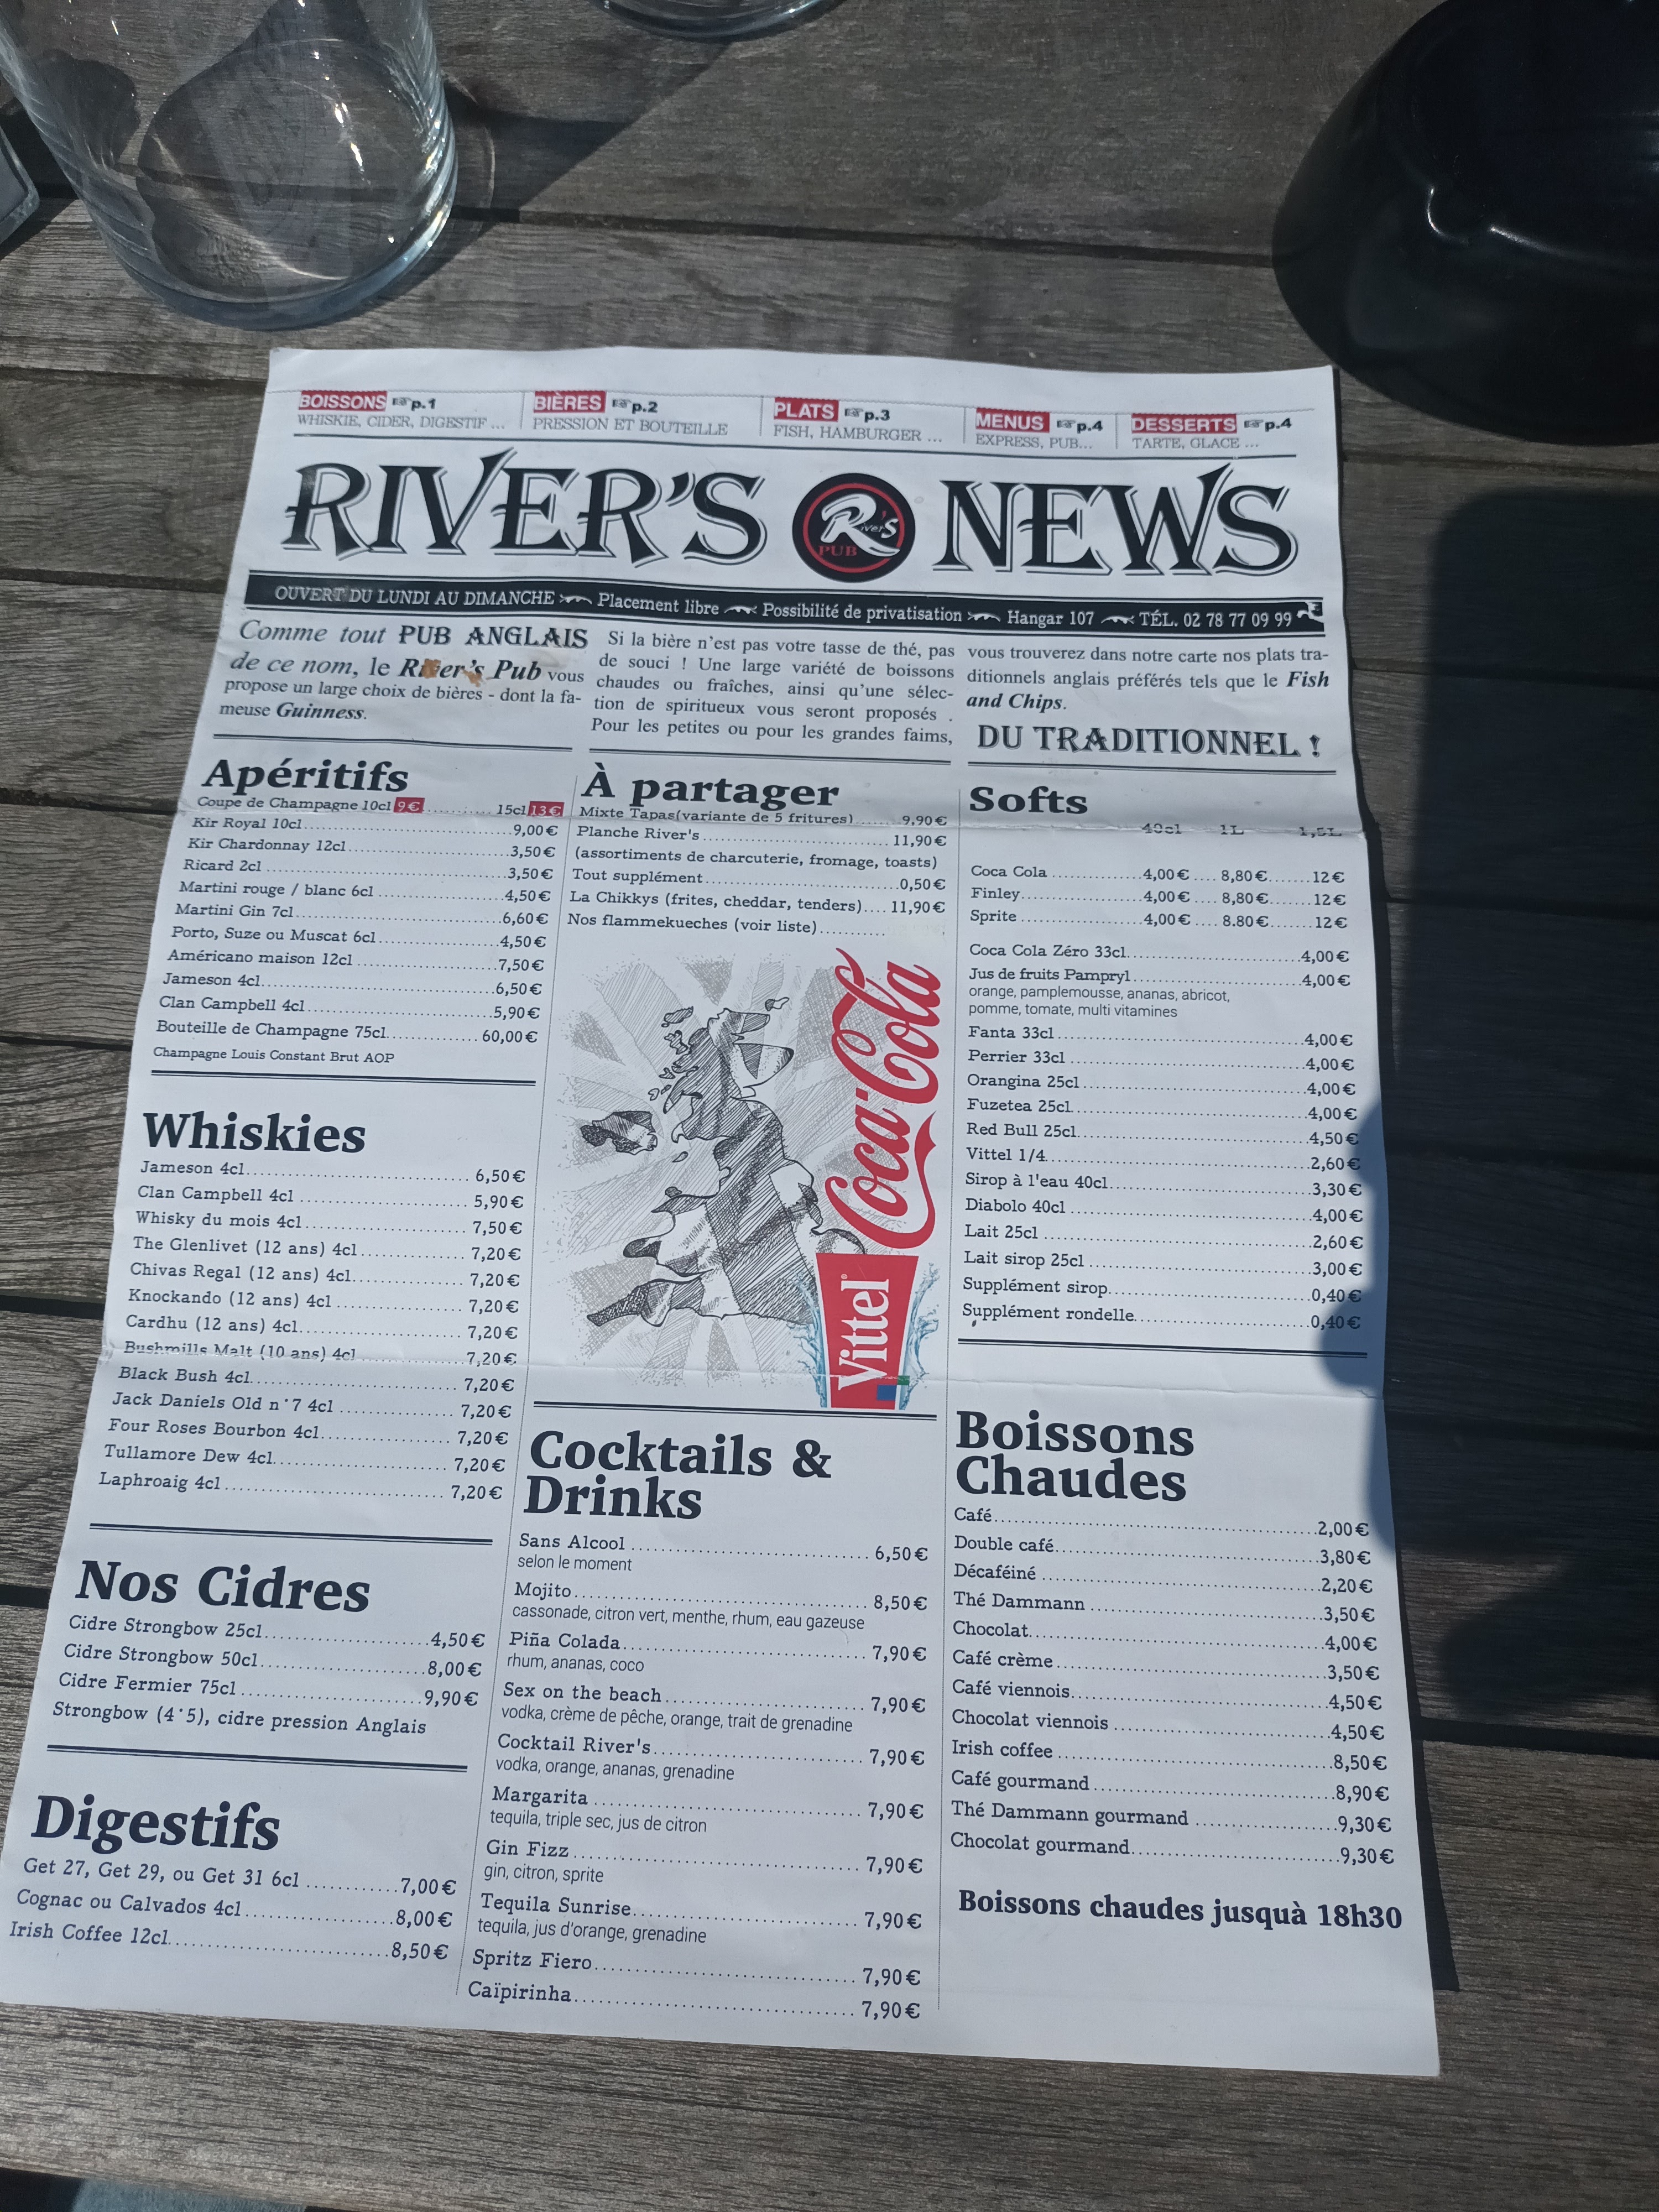 BOISSONS p.1
WHISKIE, CIDER, DIGESTIF ...
BIÈRES p.2
PRESSION ET BOUTEILLE
PLATS p.3
FISH, HAMBURGER ...
MENUS p.4
EXPRESS, PUB...
DESSERTS p.4
TARTE, GLACE ...
RIVER'S
R iver's
PUB
NEWS
OUVERT DU LUNDI AU DIMANCHE Placement libre Possibilité de privatisation Hangar 107 TÉL. 02 78 77 09 99
Comme tout PUB ANGLAIS
de ce nom, le River's Pub vous
propose un large choix de bières - dont la fa-
meuse Guinness.
Si la bière n'est pas votre tasse de thé, pas
de souci ! Une large variété de boissons
chaudes ou fraîches, ainsi qu'une sélec-
tion de spiritueux vous seront proposés .
Pour les petites ou pour les grandes faims,
vous trouverez dans notre carte nos plats tra-
ditionnels anglais préférés tels que le Fish
and Chips.
DU TRADITIONNEL !
Apéritifs
Coupe de Champagne 10cl 9€ .......... 15cl 13€
Kir Royal 10cl.......... 9,00€
Kir Chardonnay 12cl.......... 3,50€
Ricard 2cl .......... 3,50€
Martini rouge / blanc 6cl .......... 4,50€
Martini Gin 7cl.......... 6,60€
Porto, Suze ou Muscat 6cl.......... 4,50€
Américano maison 12cl .......... 7,50€
Jameson 4cl.......... 6,50€
Clan Campbell 4cl .......... 5,90€
Bouteille de Champagne 75cl.......... 60,00€
Champagne Louis Constant Brut AOP
Whiskies
Jameson 4cl.......... 6,50€
Clan Campbell 4cl .......... 5,90€
Whisky du mois 4cl.......... 7,50€
The Glenlivet (12 ans) 4cl.......... 7,20€
Chivas Regal (12 ans) 4cl.......... 7,20€
Knockando (12 ans) 4cl .......... 7,20€
Cardhu (12 ans) 4cl.......... 7,20€
Bushmills Malt (10 ans) 4cl.......... 7,20€
Black Bush 4cl.......... 7,20€
Jack Daniels Old n°7 4cl .......... 7,20€
Four Roses Bourbon 4cl.......... 7,20€
Tullamore Dew 4cl.......... 7,20€
Laphroaig 4cl .......... 7,20€
Nos Cidres
Cidre Strongbow 25cl.......... 4,50€
Cidre Strongbow 50cl.......... 8,00€
Cidre Fermier 75cl .......... 9,90€
Strongbow (4°5), cidre pression Anglais
Digestifs
Get 27, Get 29, ou Get 31 6cl .......... 7,00€
Cognac ou Calvados 4cl.......... 8,00€
Irish Coffee 12cl.......... 8,50€
À partager
Mixte Tapas(variante de 5 fritures) ...... 9,90€
Planche River's .......... 11,90€
(assortiments de charcuterie, fromage, toasts)
Tout supplément.......... 0,50€
La Chikkys (frites, cheddar, tenders).... 11,90€
Nos flammekueches (voir liste)..........
Coca-Cola
Vittel
Cocktails &
Drinks
Sans Alcool .......... 6,50€
selon le moment
Mojito.......... 8,50€
cassonade, citron vert, menthe, rhum, eau gazeuse
Piña Colada.......... 7,90€
rhum, ananas, coco
Sex on the beach.......... 7,90€
vodka, crème de pêche, orange, trait de grenadine
Cocktail River's.......... 7,90€
vodka, orange, ananas, grenadine
Margarita .......... 7,90€
tequila, triple sec, jus de citron
Gin Fizz .......... 7,90€
gin, citron, sprite
Tequila Sunrise.......... 7,90€
tequila, jus d'orange, grenadine
Spritz Fiero.......... 7,90€
Caïpirinha.......... 7,90€
Softs
40cl 1L 1,5L
Coca Cola .......... 4,00€ .... 8,80€....... 12€
Finley.......... 4,00€ .... 8,80€....... 12€
Sprite .......... 4,00€ .... 8.80€....... 12€
Coca Cola Zéro 33cl.......... 4,00€
Jus de fruits Pampryl.......... 4,00€
orange, pamplemousse, ananas, abricot,
pomme, tomate, multi vitamines
Fanta 33cl .......... 4,00€
Perrier 33cl .......... 4,00€
Orangina 25cl .......... 4,00€
Fuzetea 25cl.......... 4,00€
Red Bull 25cl.......... 4,50€
Vittel 1/4.......... 2,60€
Sirop à l'eau 40cl.......... 3,30€
Diabolo 40cl .......... 4,00€
Lait 25cl .......... 2,60€
Lait sirop 25cl .......... 3,00€
Supplément sirop.......... 0,40€
Supplément rondelle.......... 0,40€
Boissons
Chaudes
Café.......... 2,00€
Double café.......... 3,80€
Décaféiné .......... 2,20€
Thé Dammann .......... 3,50€
Chocolat.......... 4,00€
Café crème .......... 3,50€
Café viennois.......... 4,50€
Chocolat viennois .......... 4,50€
Irish coffee .......... 8,50€
Café gourmand .......... 8,90€
Thé Dammann gourmand .......... 9,30€
Chocolat gourmand.......... 9,30€
Boissons chaudes jusquà 18h30